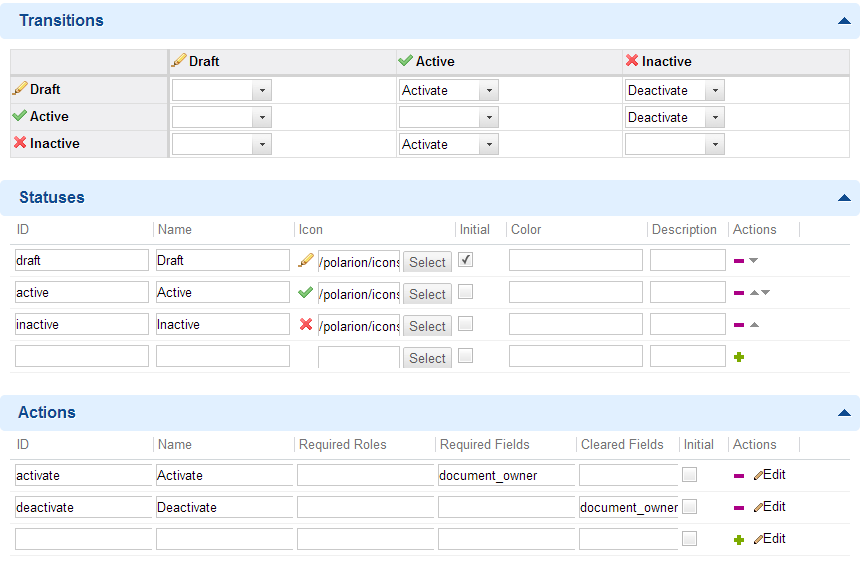 Transitions
Draft Active Inactive
Draft Activate Deactivate
Active Deactivate
Inactive Activate
Statuses
ID Name Icon Initial Color Description Actions
draft Draft /polarion/icons Select
active Active /polarion/icons Select
inactive Inactive /polarion/icons Select
Select
Actions
ID Name Required Roles Required Fields Cleared Fields Initial Actions
activate Activate document_owner Edit
deactivate Deactivate document_owner Edit
Edit